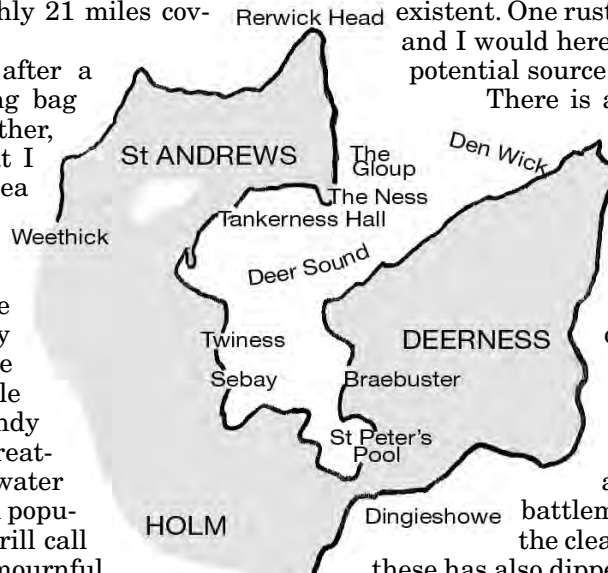 hly 21 miles cov-
after a
ng bag
ther,
t I
ea
e
y
e
le
ndy
reat-
water
popu-
rill call
mournful
Rerwick Head
existent. One rust
and I would here
potential source
There is a
St ANDREWS
The
Gloup
Den Wick
The Ness
Tankerness Hall
Weethick
Deer Sound
Twiness
DEERNESS
Sebay
Braebuster
St Peter's
Pool
HOLM
Dingieshowe
a
battlem
the clea
these has also dippe